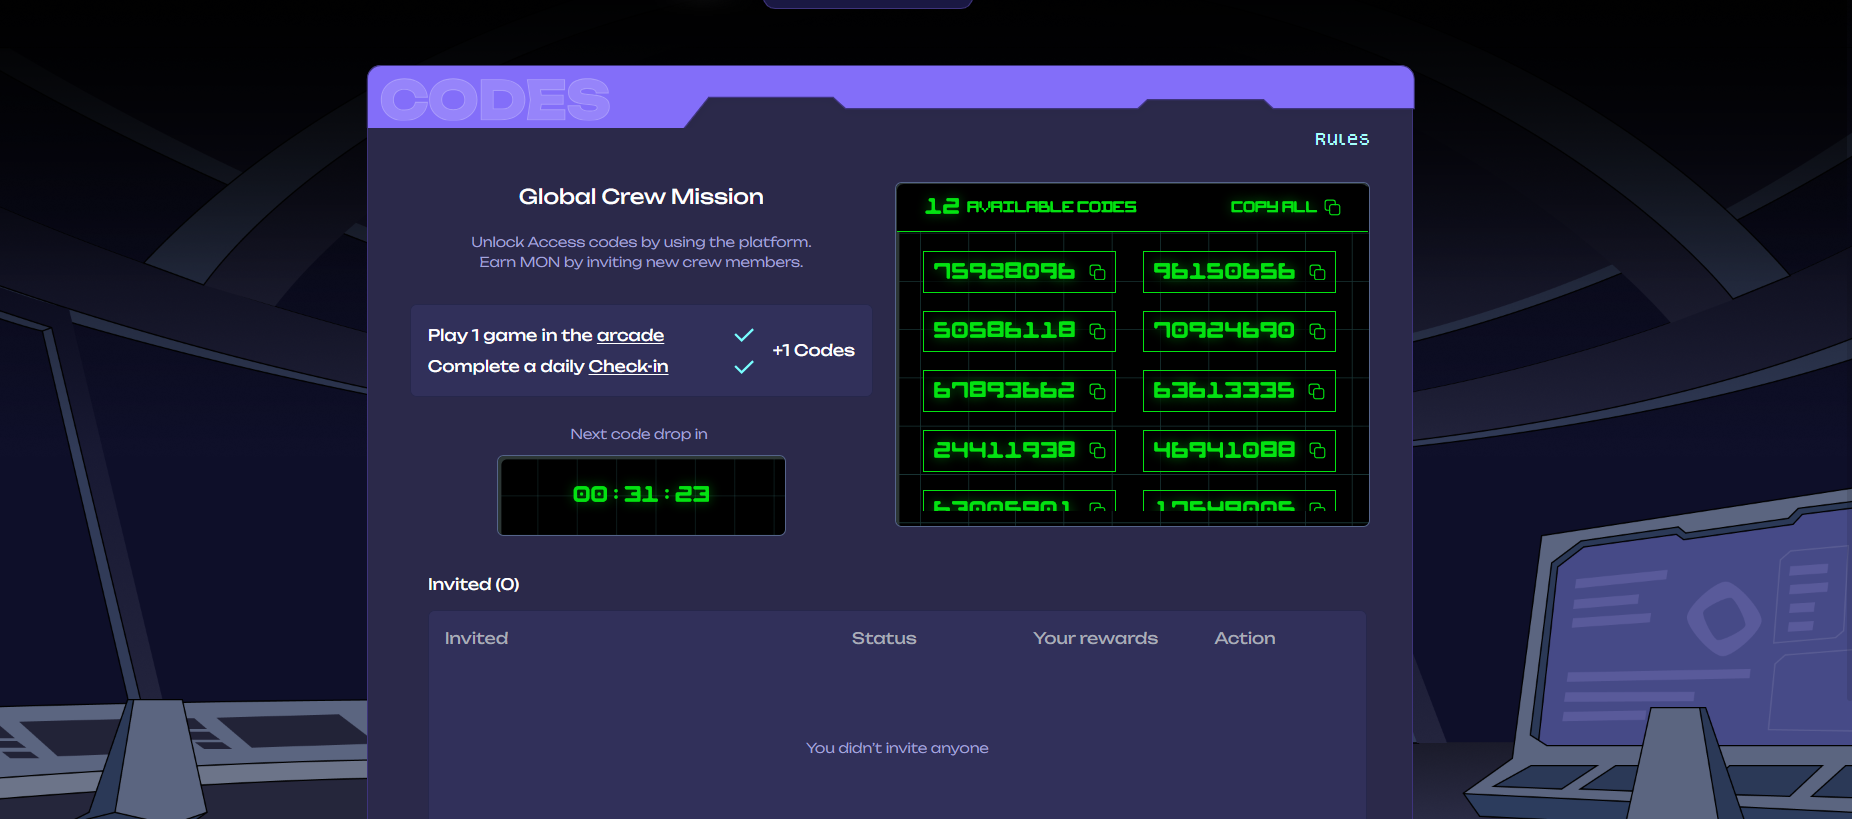 CODES
Rules
Global Crew Mission
Unlock Access codes by using the platform.
Earn MON by inviting new crew members.
Play 1 game in the arcade
Complete a daily Check-in
+1 Codes
Next code drop in
00:31:23
12 AVAILABLE CODES
COPY ALL
75928096
96150656
50586118
70924690
67893662
63613335
24411938
46941088
Invited (0)
Invited
Status
Your rewards
Action
You didn't invite anyone